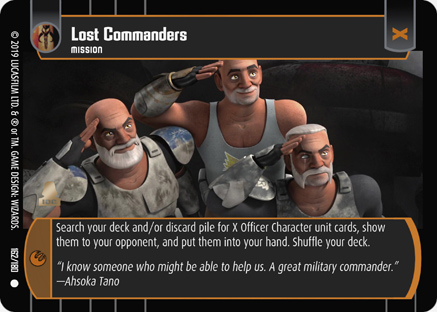 Lost Commanders
MISSION
X
Search your deck and/or discard pile for X Officer Character unit cards, show
them to your opponent, and put them into your hand. Shuffle your deck.
“I know someone who might be able to help us. A great military commander.”
—Ahsoka Tano
© 2019 LUCASFILM LTD. & ® or TM. GAME DESIGN: WIZARDS.